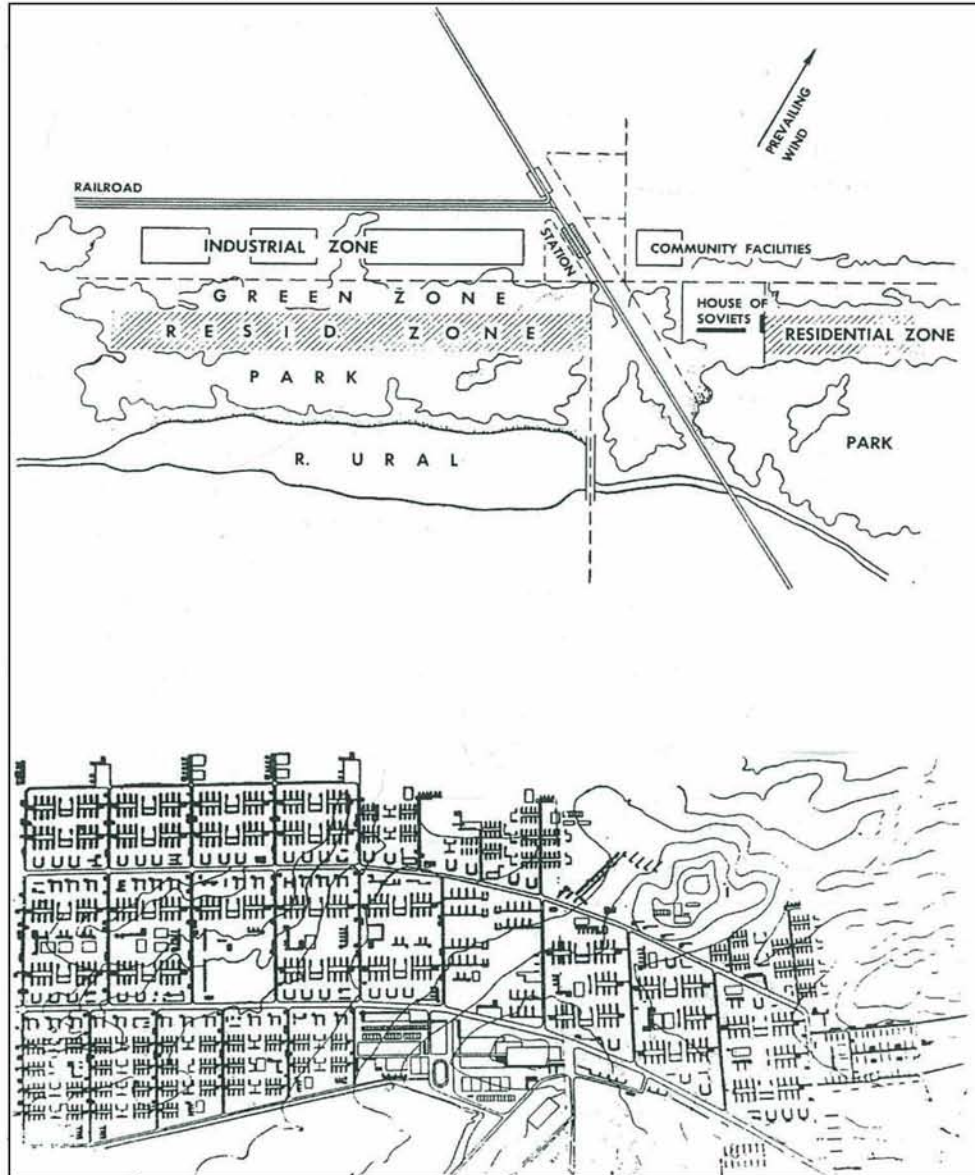 PREVAILING
WIND
RAILROAD
INDUSTRIAL ZONE
STATION
COMMUNITY FACILITIES
GREEN ZONE
HOUSE OF
SOVIETS
RESID ZONE
RESIDENTIAL ZONE
PARK
PARK
R. URAL